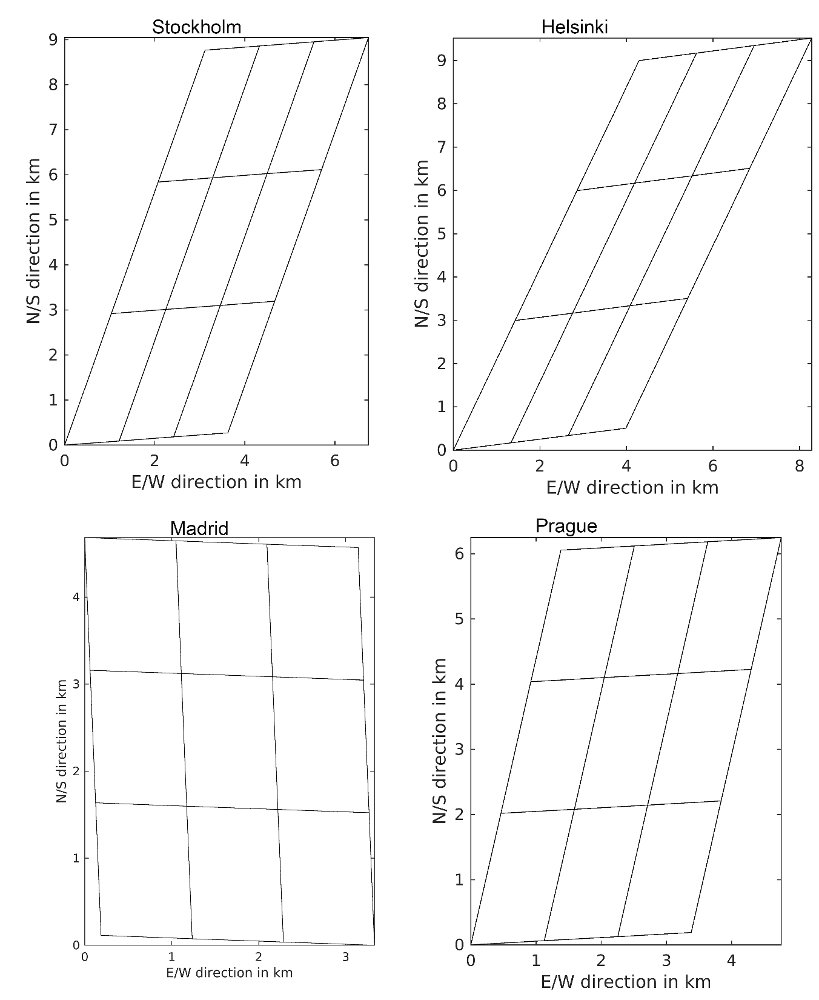 Stockholm
9
8
7
6
5
4
3
2
1
0
0 2 4 6
N/S direction in km
E/W direction in km
Helsinki
9
8
7
6
5
4
3
2
1
0
0 2 4 6 8
N/S direction in km
E/W direction in km
Madrid
4
3
2
1
0
0 1 2 3
N/S direction in km
E/W direction in km
Prague
6
5
4
3
2
1
0
0 1 2 3 4
N/S direction in km
E/W direction in km